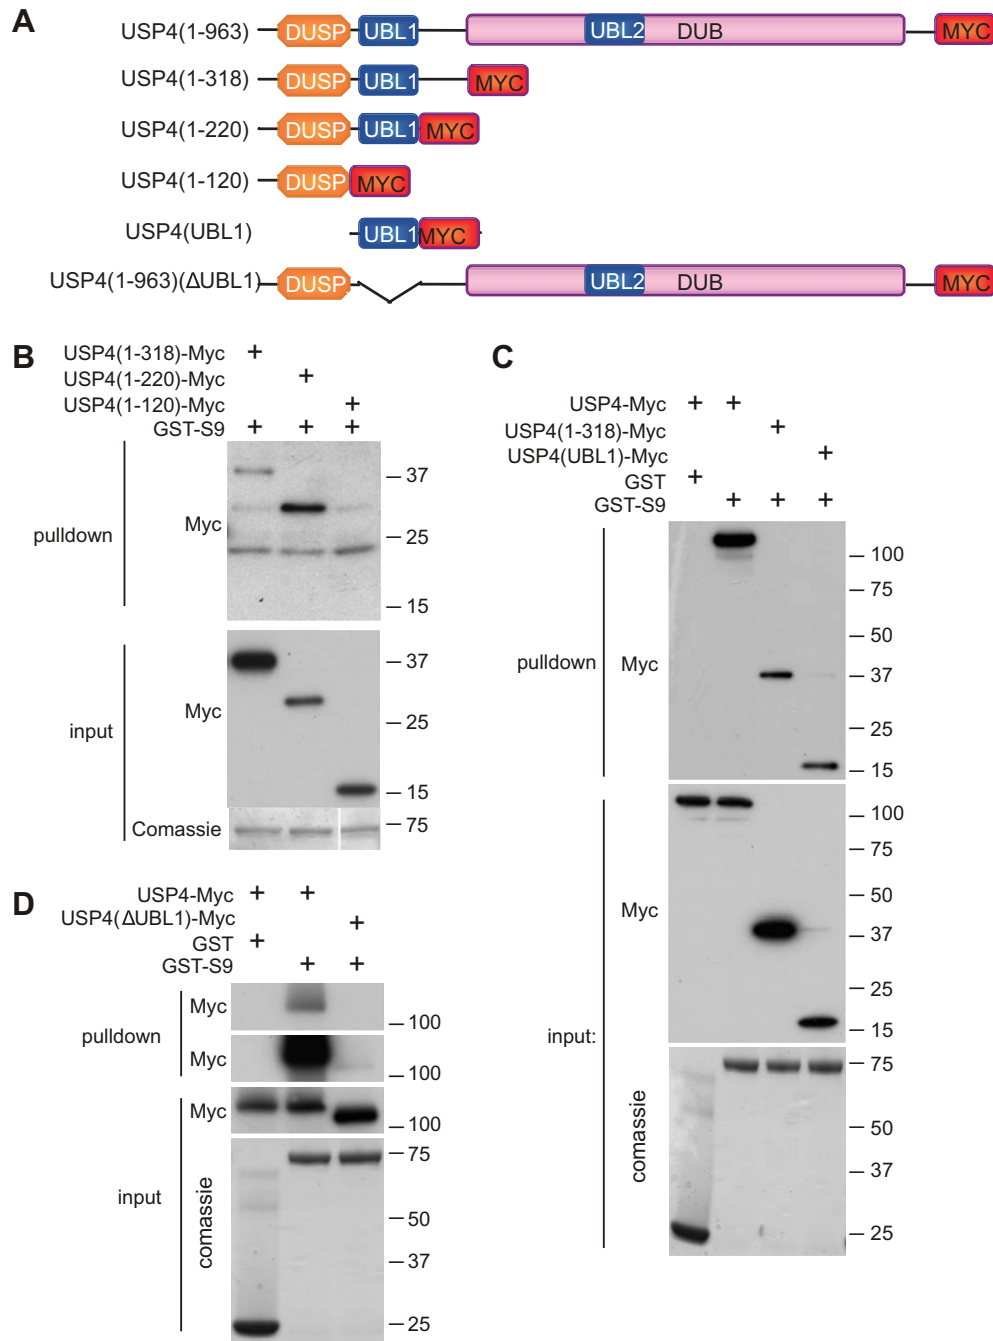 A
USP4(1-963) DUSP UBL1 UBL2 DUB MYC
USP4(1-318) DUSP UBL1 MYC
USP4(1-220) DUSP UBL1 MYC
USP4(1-120) DUSP MYC
USP4(UBL1) UBL1 MYC
USP4(1-963)(ΔUBL1) DUSP UBL2 DUB MYC
B
USP4(1-318)-Myc +
USP4(1-220)-Myc +
USP4(1-120)-Myc +
GST-S9 + + +
pulldown Myc
– 37
– 25
– 15
input Myc
– 37
– 25
– 15
Comassie – 75
C
USP4-Myc + +
USP4(1-318)-Myc +
USP4(UBL1)-Myc +
GST +
GST-S9 + + +
pulldown Myc
– 100
– 75
– 50
– 37
– 25
– 15
input:
Myc
– 100
– 75
– 50
– 37
– 25
– 15
comassie
– 75
– 50
– 37
– 25
D
USP4-Myc + +
USP4(ΔUBL1)-Myc +
GST +
GST-S9 + +
pulldown
Myc – 100
Myc – 100
input
Myc – 100
comassie
– 75
– 50
– 37
– 25